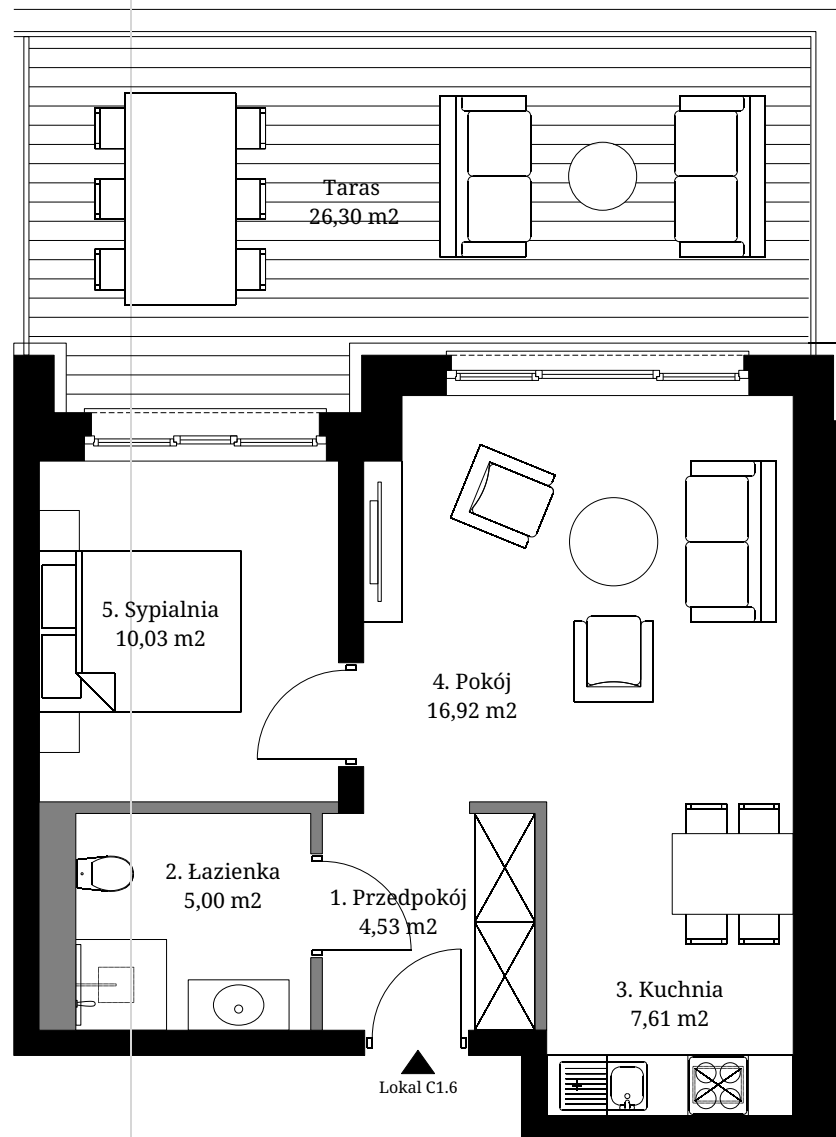 Taras
26,30 m2
5. Sypialnia
10,03 m2
4. Pokój
16,92 m2
2. Łazienka
5,00 m2
1. Przedpokój
4,53 m2
3. Kuchnia
7,61 m2
Lokal C1.6